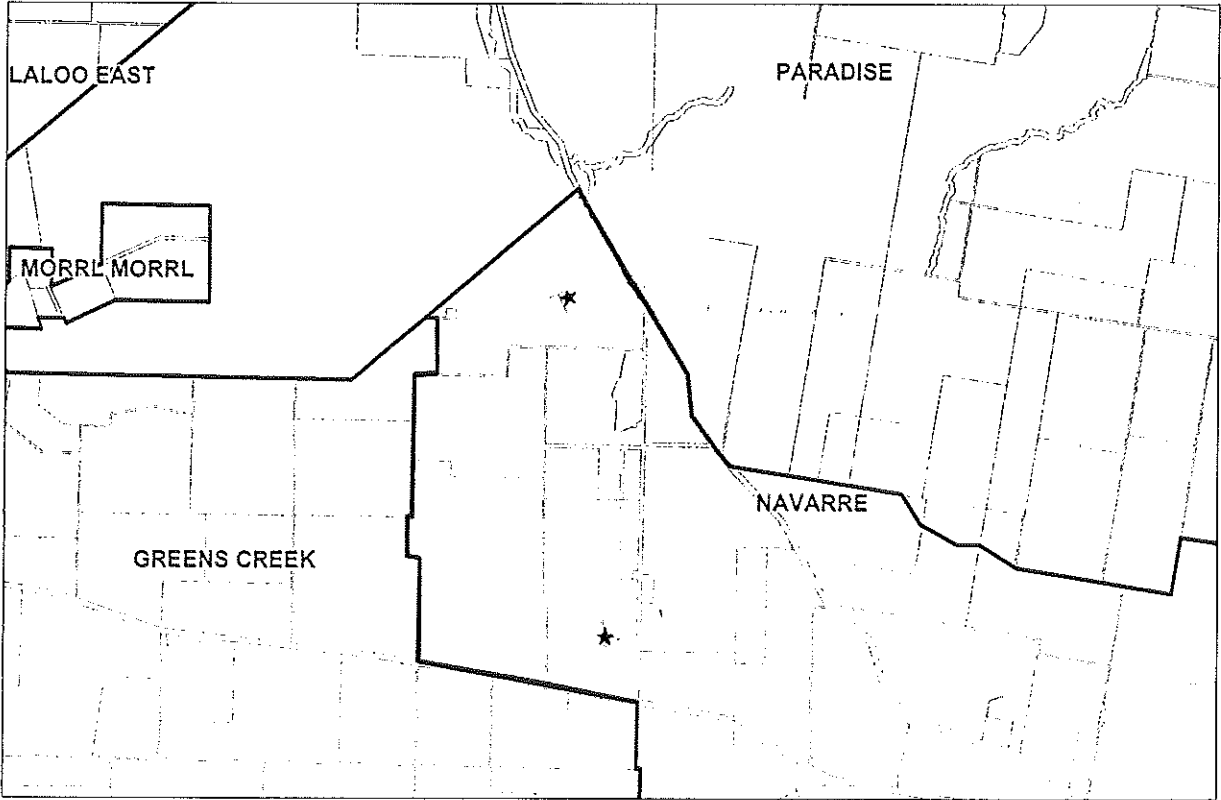 LALOO EAST
PARADISE
MORRL MORRL
NAVARRE
GREENS CREEK